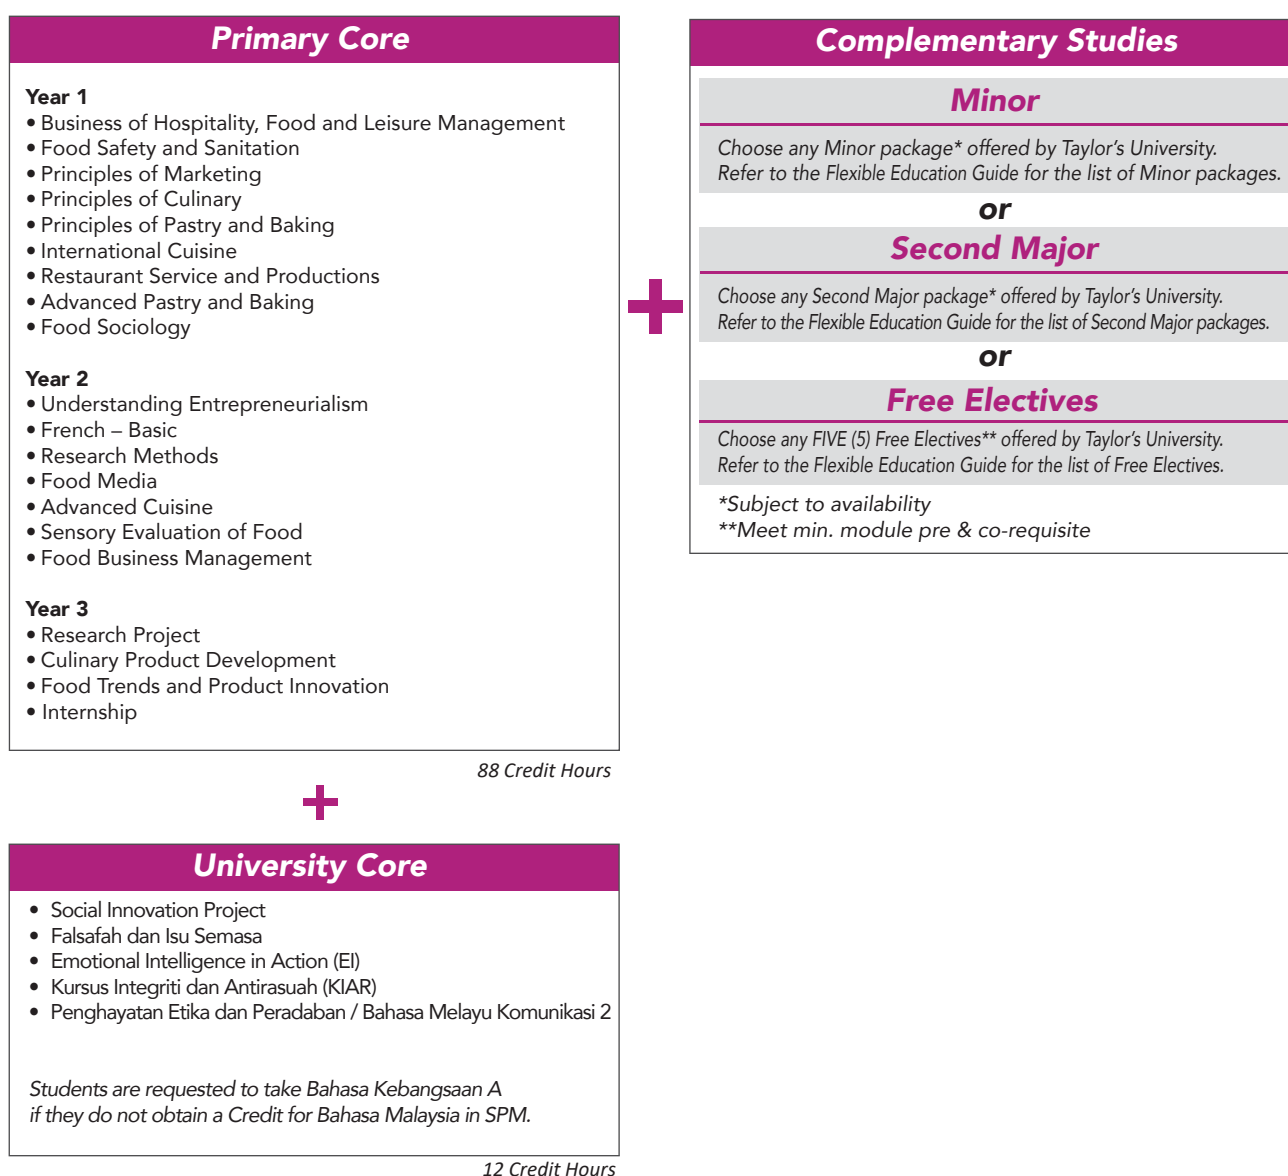 Primary Core
Year 1
• Business of Hospitality, Food and Leisure Management
• Food Safety and Sanitation
• Principles of Marketing
• Principles of Culinary
• Principles of Pastry and Baking
• International Cuisine
• Restaurant Service and Productions
• Advanced Pastry and Baking
• Food Sociology
Year 2
• Understanding Entrepreneurialism
• French – Basic
• Research Methods
• Food Media
• Advanced Cuisine
• Sensory Evaluation of Food
• Food Business Management
Year 3
• Research Project
• Culinary Product Development
• Food Trends and Product Innovation
• Internship
88 Credit Hours
+
University Core
• Social Innovation Project
• Falsafah dan Isu Semasa
• Emotional Intelligence in Action (EI)
• Kursus Integriti dan Antirasuah (KIAR)
• Penghayatan Etika dan Peradaban / Bahasa Melayu Komunikasi 2
Students are requested to take Bahasa Kebangsaan A
if they do not obtain a Credit for Bahasa Malaysia in SPM.
12 Credit Hours
+
Complementary Studies
Minor
Choose any Minor package* offered by Taylor's University.
Refer to the Flexible Education Guide for the list of Minor packages.
or
Second Major
Choose any Second Major package* offered by Taylor's University.
Refer to the Flexible Education Guide for the list of Second Major packages.
or
Free Electives
Choose any FIVE (5) Free Electives** offered by Taylor's University.
Refer to the Flexible Education Guide for the list of Free Electives.
*Subject to availability
**Meet min. module pre & co-requisite